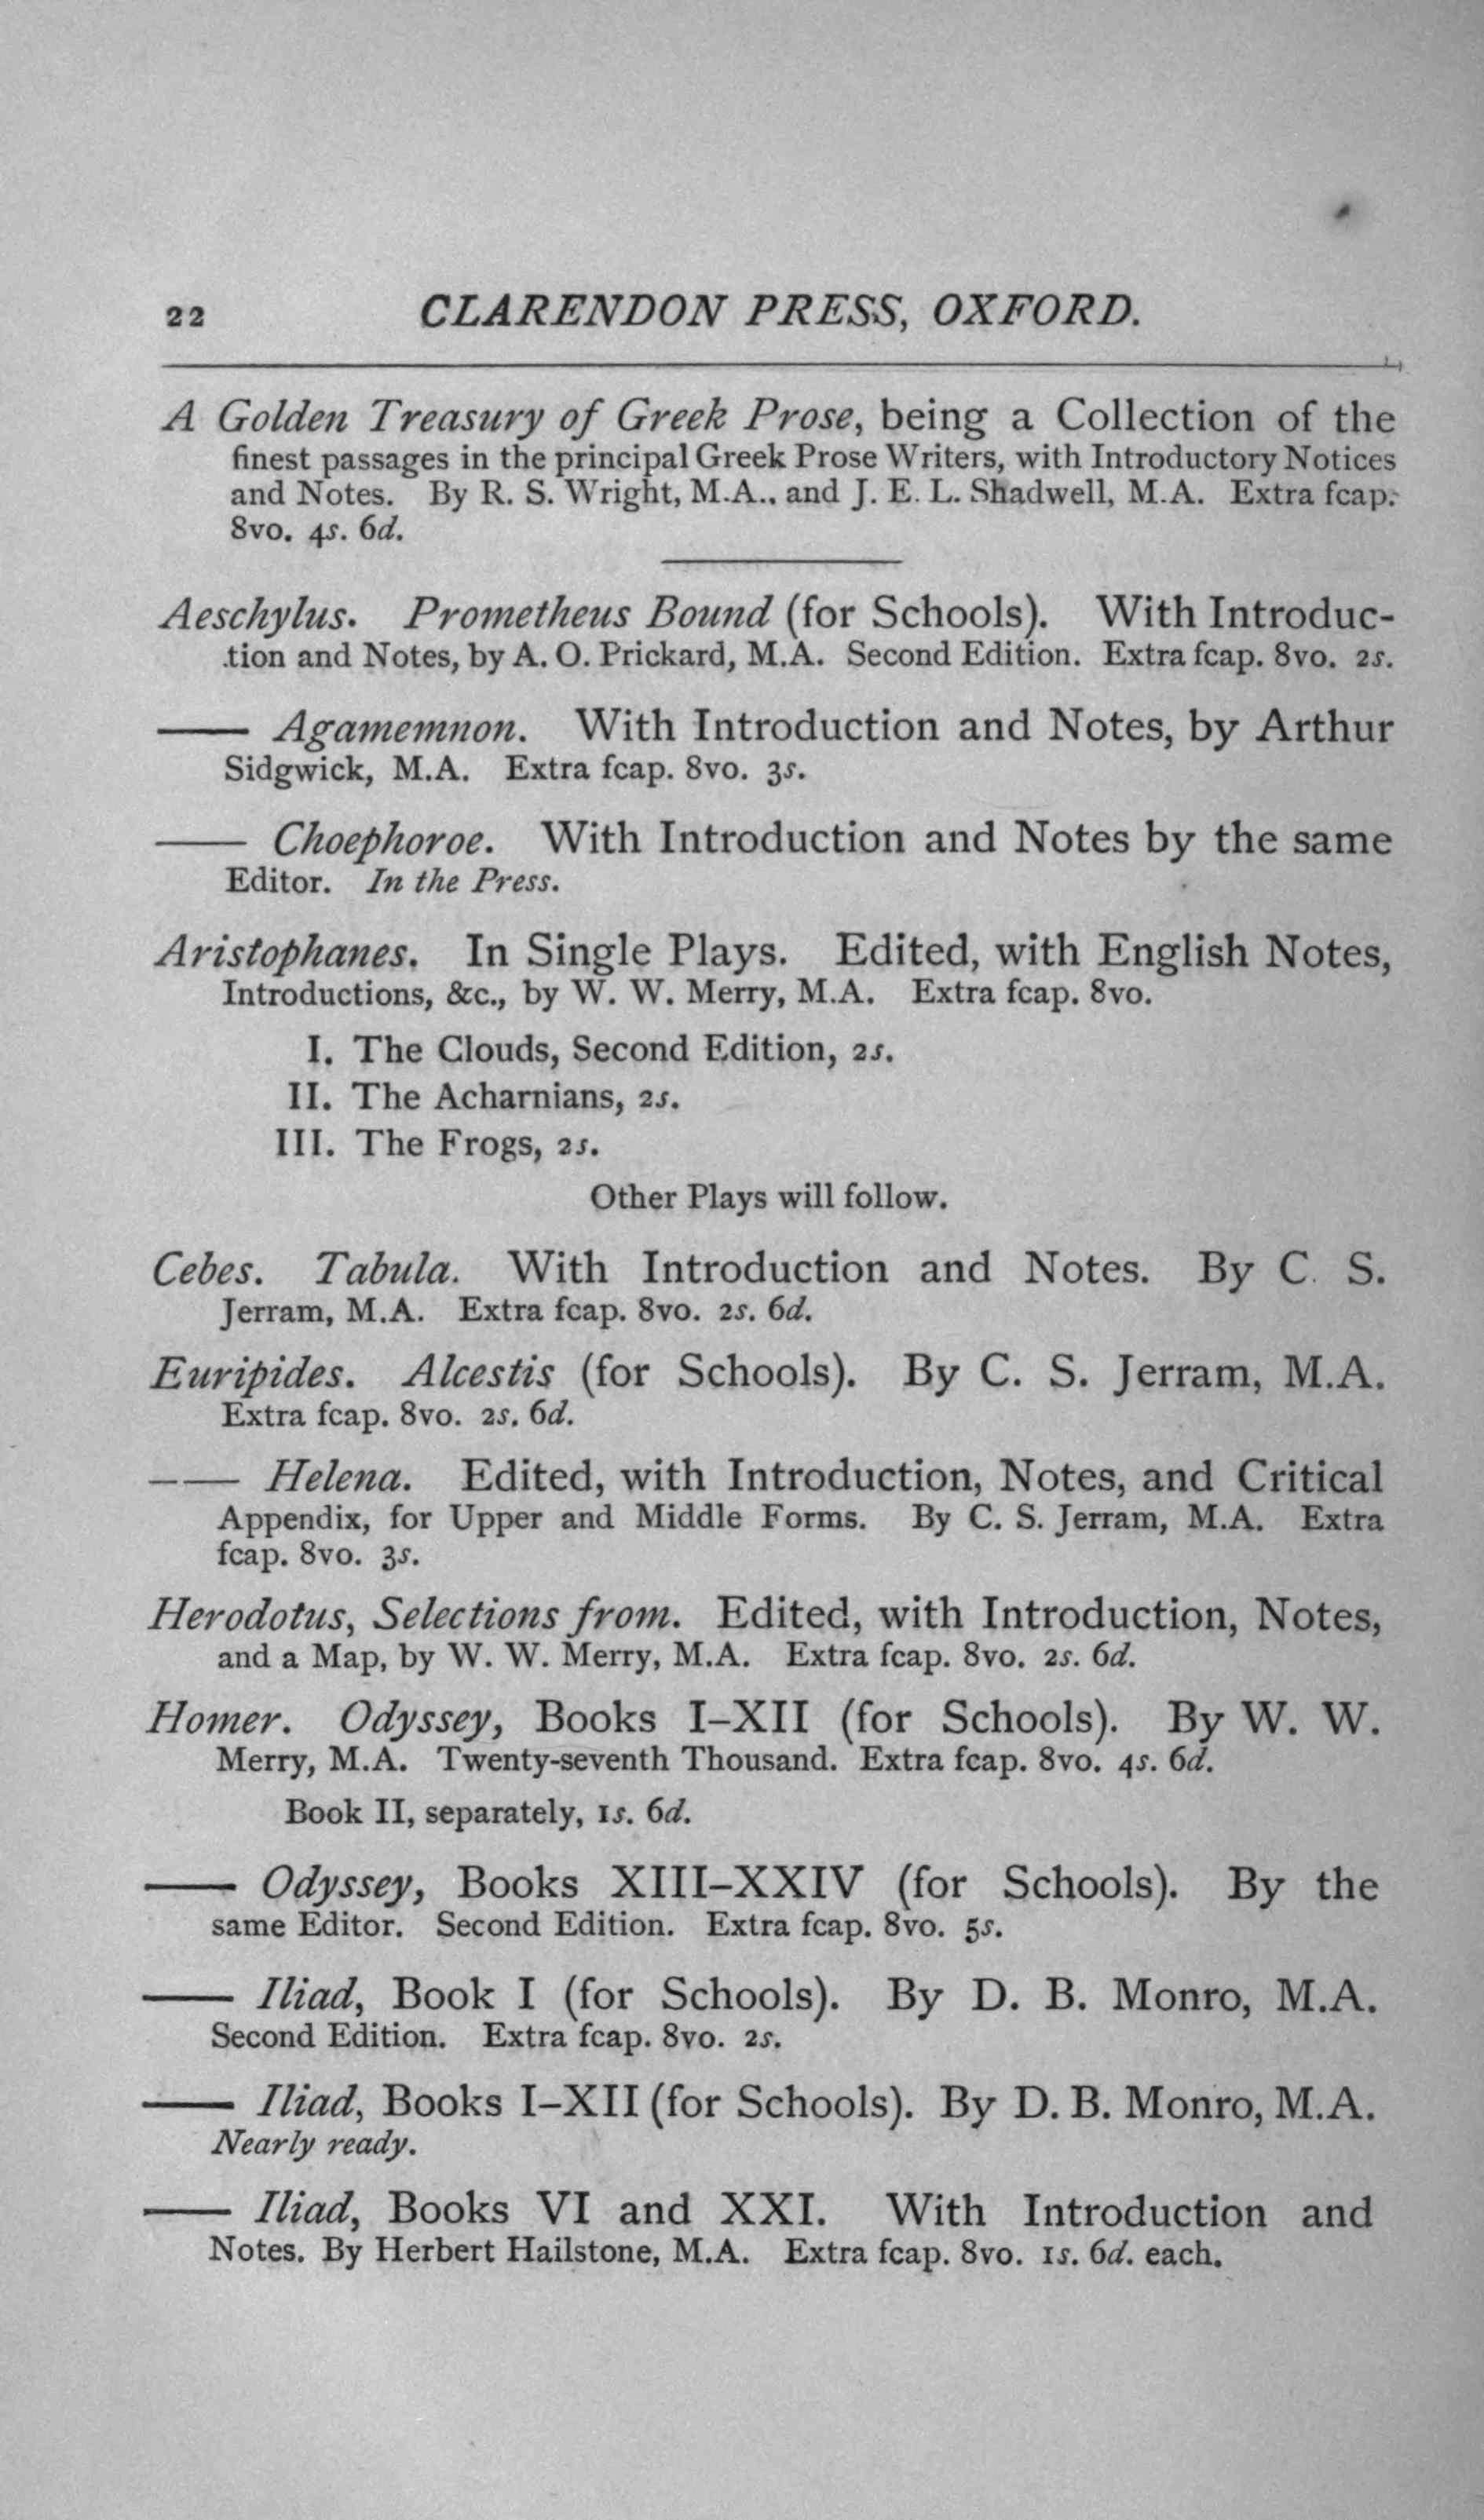 22 CLARENDON PRESS, OXFORD.
A Golden Treasury of Greek Prose, being a Collection of the
finest passages in the principal Greek Prose Writers, with Introductory Notices
and Notes. By R. S. Wright, M.A., and J. E. L. Shadwell, M.A. Extra fcap.
8vo. 4s. 6d.
Aeschylus. Prometheus Bound (for Schools). With Introduc-
tion and Notes, by A. O. Prickard, M.A. Second Edition. Extra fcap. 8vo. 2s.
—— Agamemnon. With Introduction and Notes, by Arthur
Sidgwick, M.A. Extra fcap. 8vo. 3s.
—— Choephoroe. With Introduction and Notes by the same
Editor. In the Press.
Aristophanes. In Single Plays. Edited, with English Notes,
Introductions, &c., by W. W. Merry, M.A. Extra fcap. 8vo.
I. The Clouds, Second Edition, 2s.
II. The Acharnians, 2s.
III. The Frogs, 2s.
Other Plays will follow.
Cebes. Tabula. With Introduction and Notes. By C. S.
Jerram, M.A. Extra fcap. 8vo. 2s. 6d.
Euripides. Alcestis (for Schools). By C. S. Jerram, M.A.
Extra fcap. 8vo. 2s. 6d.
—— Helena. Edited, with Introduction, Notes, and Critical
Appendix, for Upper and Middle Forms. By C. S. Jerram, M.A. Extra
fcap. 8vo. 3s.
Herodotus, Selections from. Edited, with Introduction, Notes,
and a Map, by W. W. Merry, M.A. Extra fcap. 8vo. 2s. 6d.
Homer. Odyssey, Books I–XII (for Schools). By W. W.
Merry, M.A. Twenty-seventh Thousand. Extra fcap. 8vo. 4s. 6d.
Book II, separately, 1s. 6d.
—— Odyssey, Books XIII–XXIV (for Schools). By the
same Editor. Second Edition. Extra fcap. 8vo. 5s.
—— Iliad, Book I (for Schools). By D. B. Monro, M.A.
Second Edition. Extra fcap. 8vo. 2s.
—— Iliad, Books I–XII (for Schools). By D. B. Monro, M.A.
Nearly ready.
—— Iliad, Books VI and XXI. With Introduction and
Notes. By Herbert Hailstone, M.A. Extra fcap. 8vo. 1s. 6d. each.